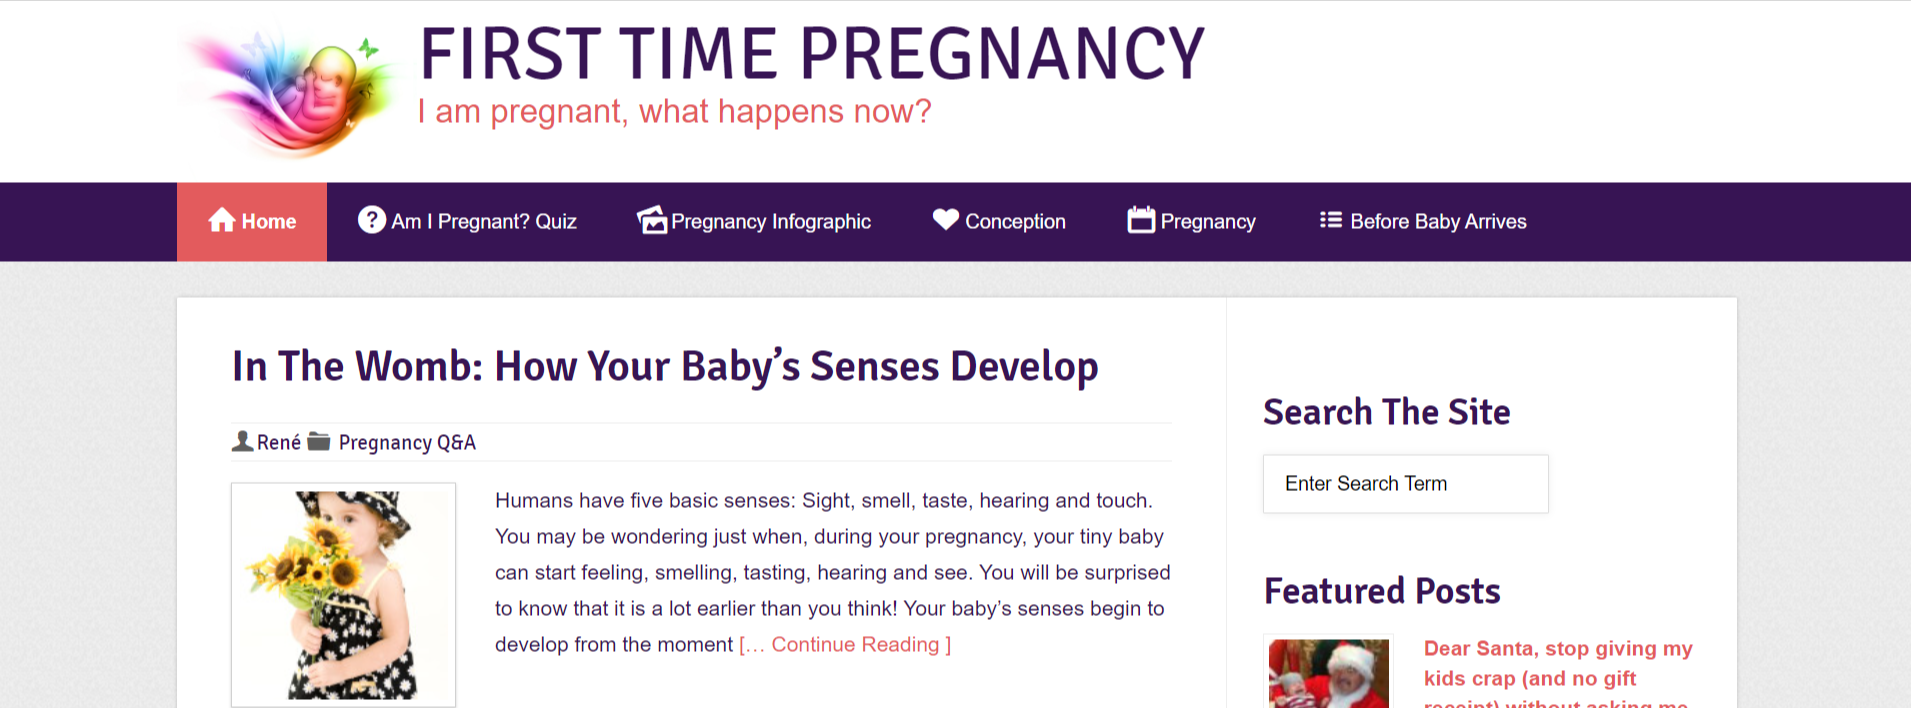 FIRST TIME PREGNANCY
I am pregnant, what happens now?
Home
Am I Pregnant? Quiz
Pregnancy Infographic
Conception
Pregnancy
Before Baby Arrives
In The Womb: How Your Baby’s Senses Develop
René Pregnancy Q&A
Humans have five basic senses: Sight, smell, taste, hearing and touch.
You may be wondering just when, during your pregnancy, your tiny baby
can start feeling, smelling, tasting, hearing and see. You will be surprised
to know that it is a lot earlier than you think! Your baby’s senses begin to
develop from the moment [… Continue Reading ]
Search The Site
Enter Search Term
Featured Posts
Dear Santa, stop giving my
kids crap (and no gift
receipt) without asking me